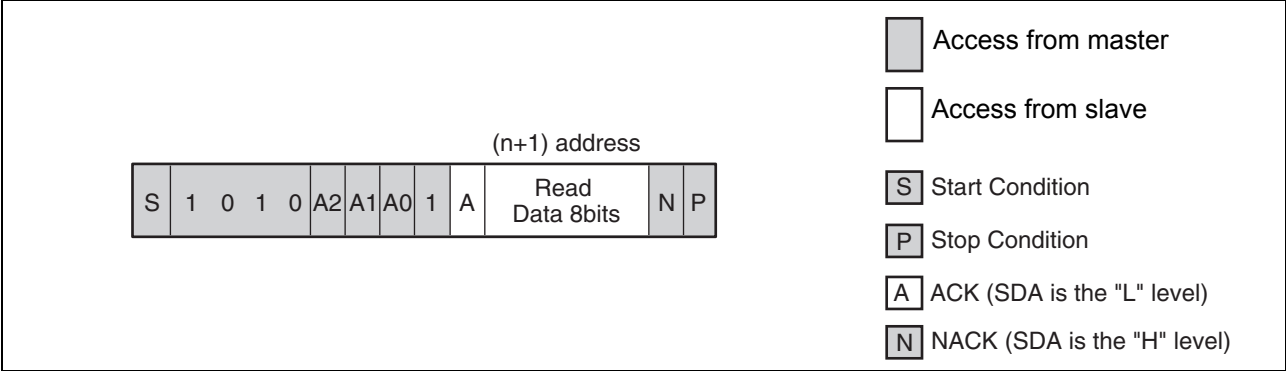 (n+1) address
S 1 0 1 0 A2 A1 A0 1 A Read Data 8bits N P
Access from master
Access from slave
S Start Condition
P Stop Condition
A ACK (SDA is the "L" level)
N NACK (SDA is the "H" level)